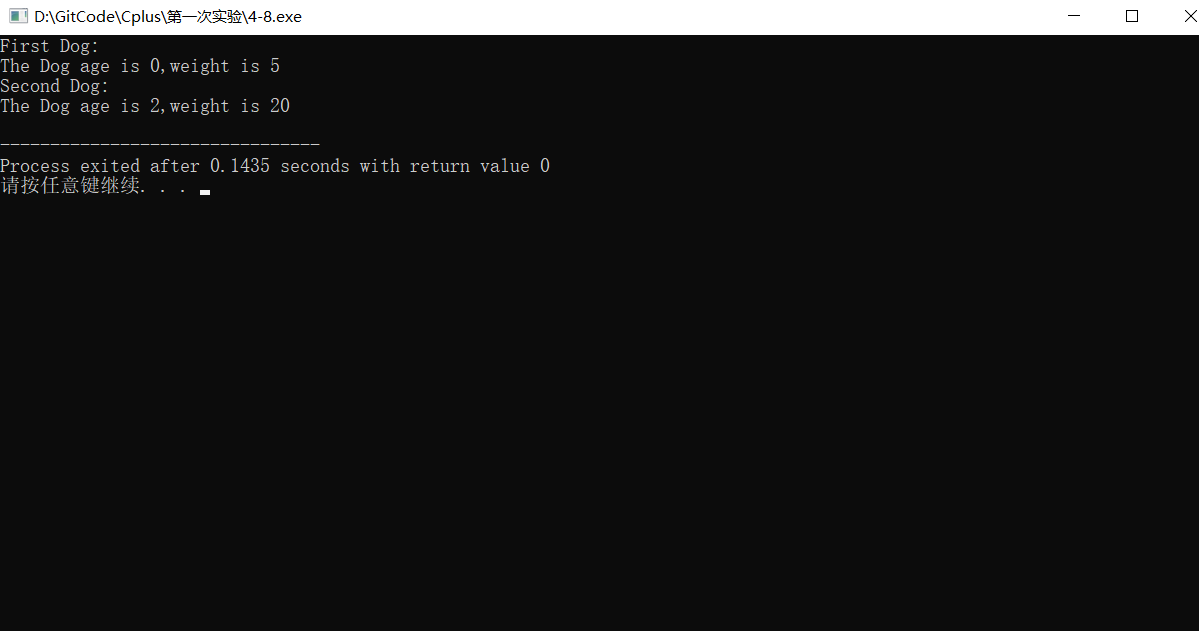 D:\GitCode\Cplus\第一次实验\4-8.exe
First Dog:
The Dog age is 0,weight is 5
Second Dog:
The Dog age is 2,weight is 20
--------------------------------
Process exited after 0.1435 seconds with return value 0
请按任意键继续. . .